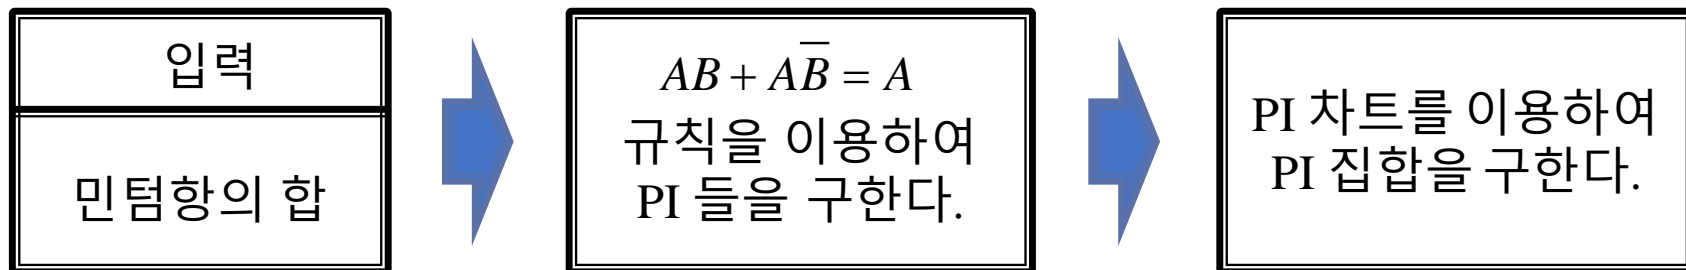 입력
민텀항의 합
AB + AB̅ = A
규칙을 이용하여
PI 들을 구한다.
PI 차트를 이용하여
PI 집합을 구한다.